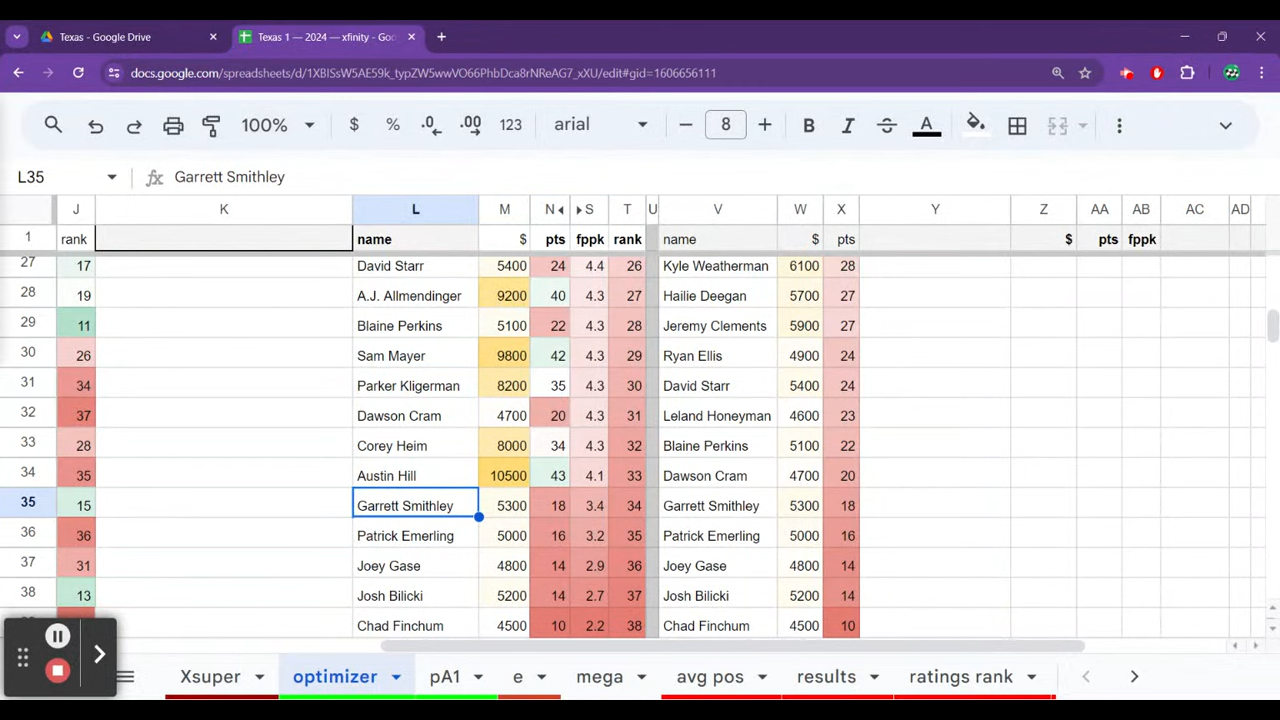 Texas - Google Drive
Texas 1 — 2024 — xfinity - Goo
docs.google.com/spreadsheets/d/1XBISsW5AE59k_typZW5wwVO66PhbDca8rNReAG7_xXU/edit#gid=1606656111
100% $ % .0 .00 123 arial 8 B I A
L35 fx Garrett Smithley
J K L M N S T U V W X Y Z AA AB AC AD
1 rank name $ pts fppk rank name $ pts $ pts fppk
27 17 David Starr 5400 24 4.4 26 Kyle Weatherman 6100 28
28 19 A.J. Allmendinger 9200 40 4.3 27 Hailie Deegan 5700 27
29 11 Blaine Perkins 5100 22 4.3 28 Jeremy Clements 5900 27
30 26 Sam Mayer 9800 42 4.3 29 Ryan Ellis 4900 24
31 34 Parker Kligerman 8200 35 4.3 30 David Starr 5400 24
32 37 Dawson Cram 4700 20 4.3 31 Leland Honeyman 4600 23
33 28 Corey Heim 8000 34 4.3 32 Blaine Perkins 5100 22
34 35 Austin Hill 10500 43 4.1 33 Dawson Cram 4700 20
35 15 Garrett Smithley 5300 18 3.4 34 Garrett Smithley 5300 18
36 36 Patrick Emerling 5000 16 3.2 35 Patrick Emerling 5000 16
37 31 Joey Gase 4800 14 2.9 36 Joey Gase 4800 14
38 13 Josh Bilicki 5200 14 2.7 37 Josh Bilicki 5200 14
Chad Finchum 4500 10 2.2 38 Chad Finchum 4500 10
Xsuper optimizer pA1 e mega avg pos results ratings rank